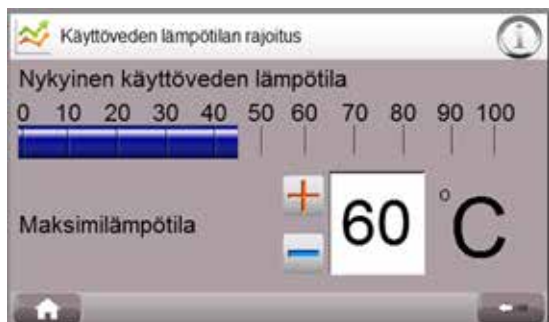 Käyttöveden lämpötilan rajoitus
Nykyinen käyttöveden lämpötila
0 10 20 30 40 50 60 70 80 90 100
Maksimilämpötila 60 °C